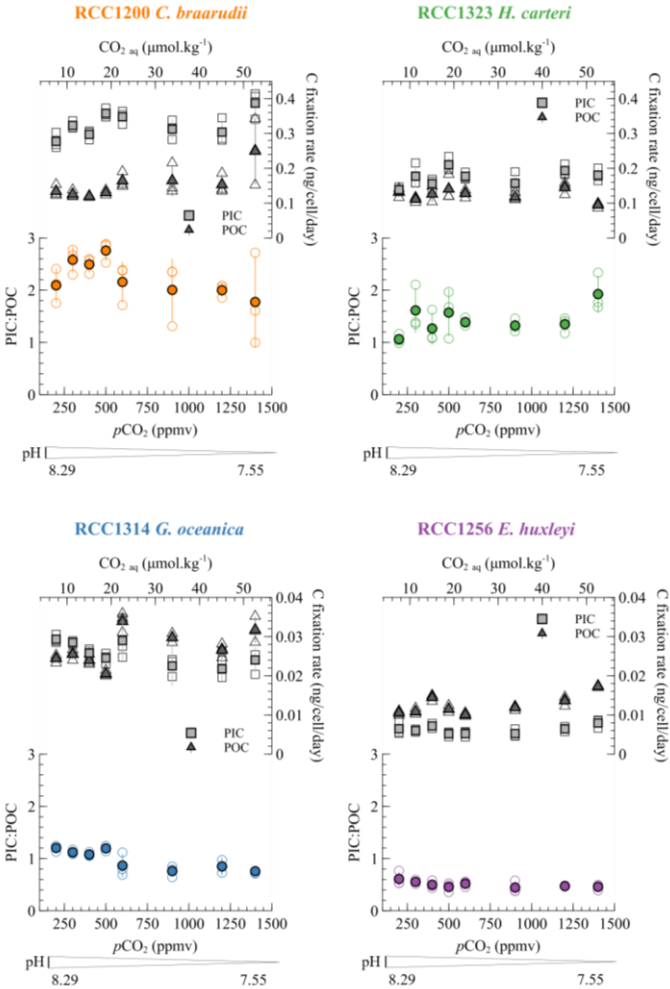 RCC1200 C. braarudii
RCC1323 H. carteri
CO2 aq (μmol.kg-1)
CO2 aq (μmol.kg-1)
10 20 30 40 50
10 20 30 40 50
0.4
0.3
0.2
0.1
0
C fixation rate (ng/cell/day)
PIC
POC
0.4
0.3
0.2
0.1
0
C fixation rate (ng/cell/day)
PIC
POC
3
2
1
0
PIC:POC
3
2
1
0
PIC:POC
250 500 750 1000 1250 1500
250 500 750 1000 1250 1500
pCO2 (ppmv)
pCO2 (ppmv)
pH
8.29 7.55
pH
8.29 7.55
RCC1314 G. oceanica
RCC1256 E. huxleyi
CO2 aq (μmol.kg-1)
CO2 aq (μmol.kg-1)
10 20 30 40 50
10 20 30 40 50
0.04
0.03
0.02
0.01
0
C fixation rate (ng/cell/day)
PIC
POC
0.04
0.03
0.02
0.01
0
C fixation rate (ng/cell/day)
PIC
POC
3
2
1
0
PIC:POC
3
2
1
0
PIC:POC
250 500 750 1000 1250 1500
250 500 750 1000 1250 1500
pCO2 (ppmv)
pCO2 (ppmv)
pH
8.29 7.55
pH
8.29 7.55